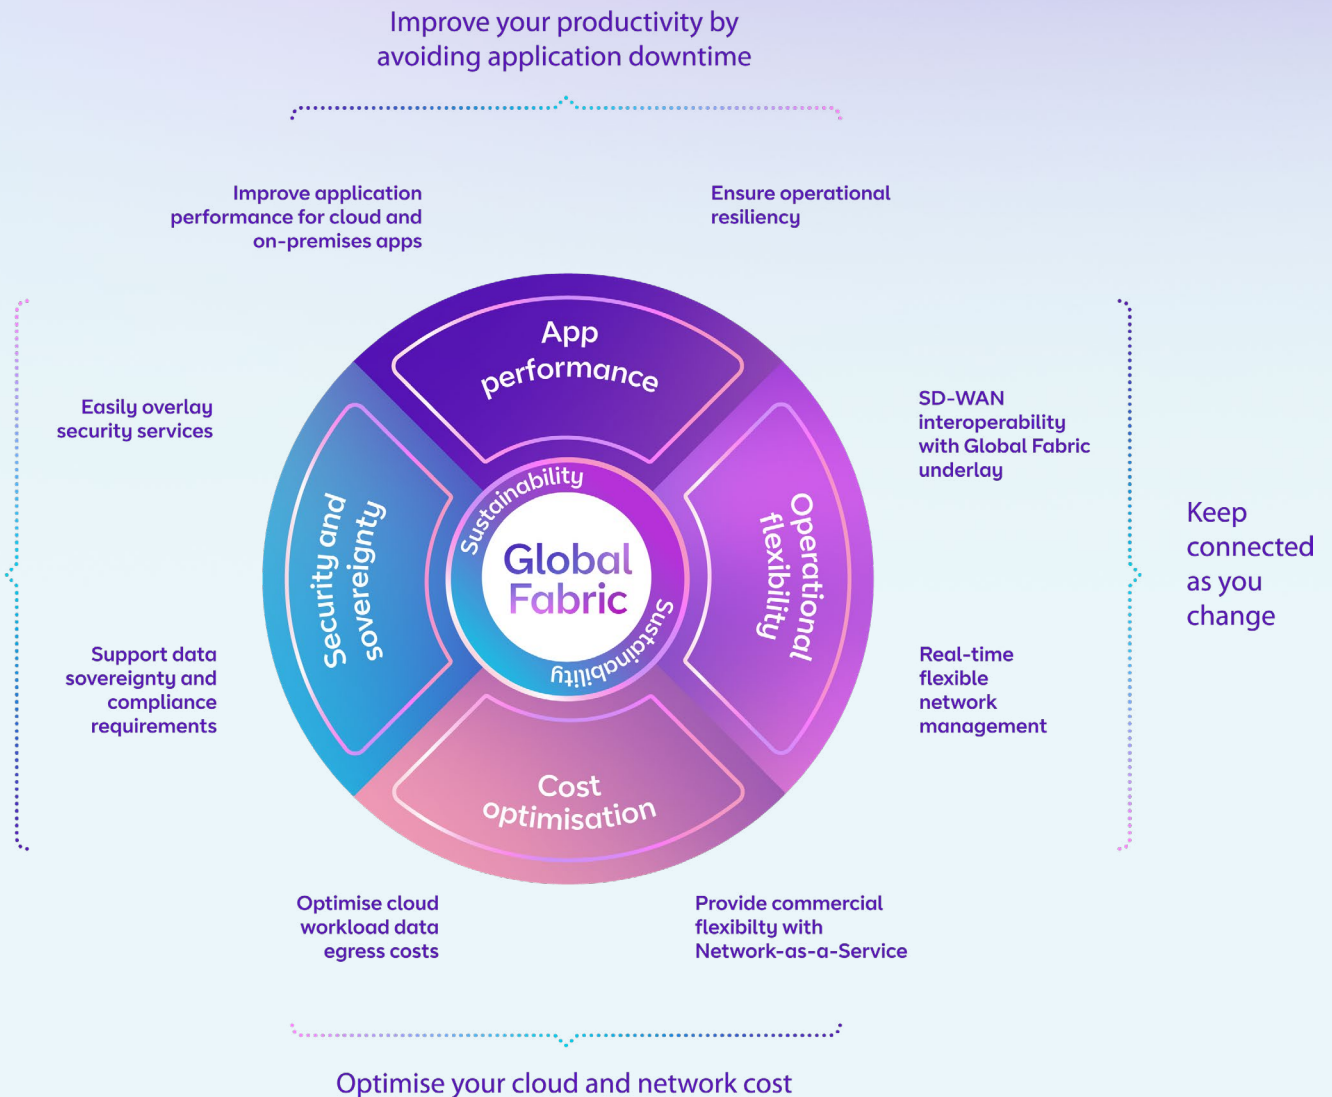 Improve your productivity by
avoiding application downtime
Improve application
performance for cloud and
on-premises apps
Ensure operational
resiliency
App
performance
Easily overlay
security services
SD-WAN
interoperability
with Global Fabric
underlay
Security and
sovereignty
Sustainability
Global
Fabric
Sustainability
Operational
flexibility
Keep
connected
as you
change
Support data
sovereignty and
compliance
requirements
Real-time
flexible
network
management
Cost
optimisation
Optimise cloud
workload data
egress costs
Provide commercial
flexibilty with
Network-as-a-Service
Optimise your cloud and network cost